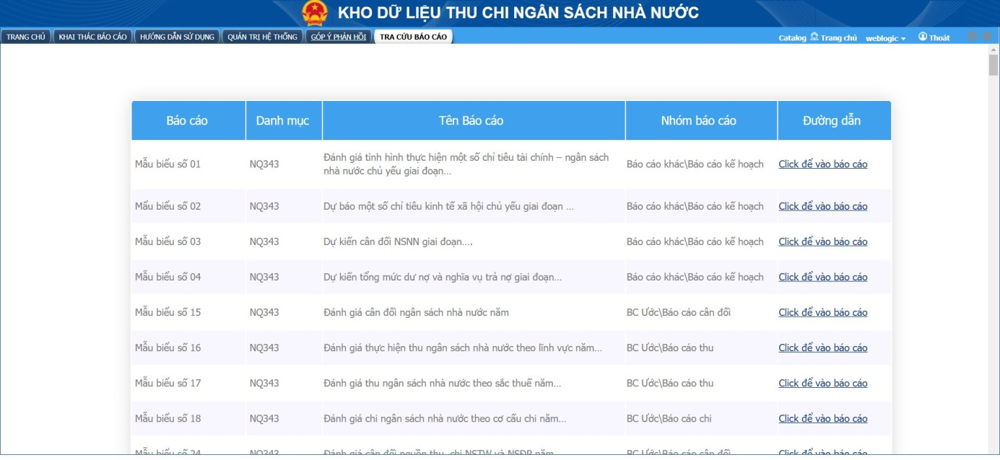 KHO DỮ LIỆU THU CHI NGÂN SÁCH NHÀ NƯỚC
TRANG CHỦ KHAI THÁC BÁO CÁO HƯỚNG DẪN SỬ DỤNG QUẢN TRỊ HỆ THỐNG GÓP Ý PHẢN HỒI TRA CỨU BÁO CÁO Catalog Trang chủ weblogic Thoát
Báo cáo Danh mục Tên Báo cáo Nhóm báo cáo Đường dẫn
Mẫu biểu số 01 NQ343 Đánh giá tình hình thực hiện một số chỉ tiêu tài chính – ngân sách
nhà nước chủ yếu giai đoạn... Báo cáo khác\Báo cáo kế hoạch Click để vào báo cáo
Mẩu biểu số 02 NQ343 Dự báo một số chỉ tiêu kinh tế xã hội chủ yếu giai đoạn ... Báo cáo khác\Báo cáo kế hoạch Click để vào báo cáo
Mẫu biểu số 03 NQ343 Dự kiến cân đối NSNN giai đoạn.... Báo cáo khác\Báo cáo kế hoạch Click để vào báo cáo
Mẫu biểu số 04 NQ343 Dự kiến tổng mức dư nợ và nghĩa vụ trả nợ giai đoạn... Báo cáo khác\Báo cáo kế hoạch Click để vào báo cáo
Mẫu biểu số 15 NQ343 Đánh giá cân đối ngân sách nhà nước năm BC Ước\Báo cáo cân đối Click để vào báo cáo
Mẫu biểu số 16 NQ343 Đánh giá thực hiện thu ngân sách nhà nước theo lĩnh vực năm... BC Ước\Báo cáo thu Click để vào báo cáo
Mẫu biểu số 17 NQ343 Đánh giá thu ngân sách nhà nước theo sắc thuế năm... BC Ước\Báo cáo thu Click để vào báo cáo
Mẫu biểu số 18 NQ343 Đánh giá chi ngân sách nhà nước theo cơ cấu chi năm... BC Ước\Báo cáo chi Click để vào báo cáo
Mẫu biểu số 24 NQ343 Đánh giá cân đối nguồn thu, chi NSTW và NSĐP năm BC Ước\Báo cáo cân đối Click để vào báo cáo